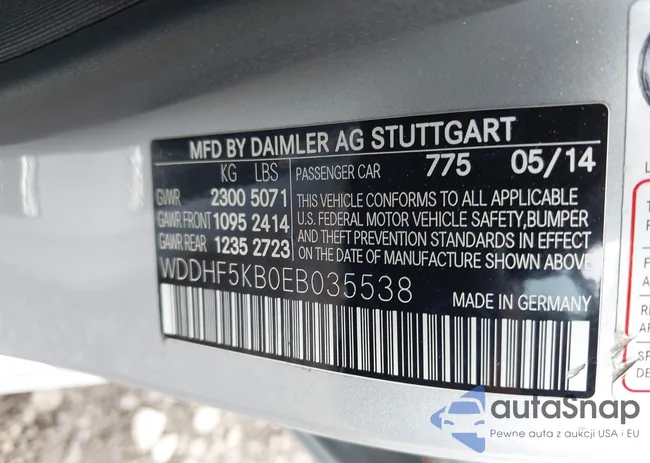 MFD BY DAIMLER AG STUTTGART
KG LBS PASSENGER CAR 775 05/14
GVWR 2300 5071
GAWR FRONT 1095 2414
GAWR REAR 1235 2723
THIS VEHICLE CONFORMS TO ALL APPLICABLE
U.S. FEDERAL MOTOR VEHICLE SAFETY, BUMPER
AND THEFT PREVENTION STANDARDS IN EFFECT
ON THE DATE OF MANUFACTURE SHOWN ABOVE
WDDHF5KB0EB035538
MADE IN GERMANY
autoSnap
Pewne auta z aukcji USA i EU